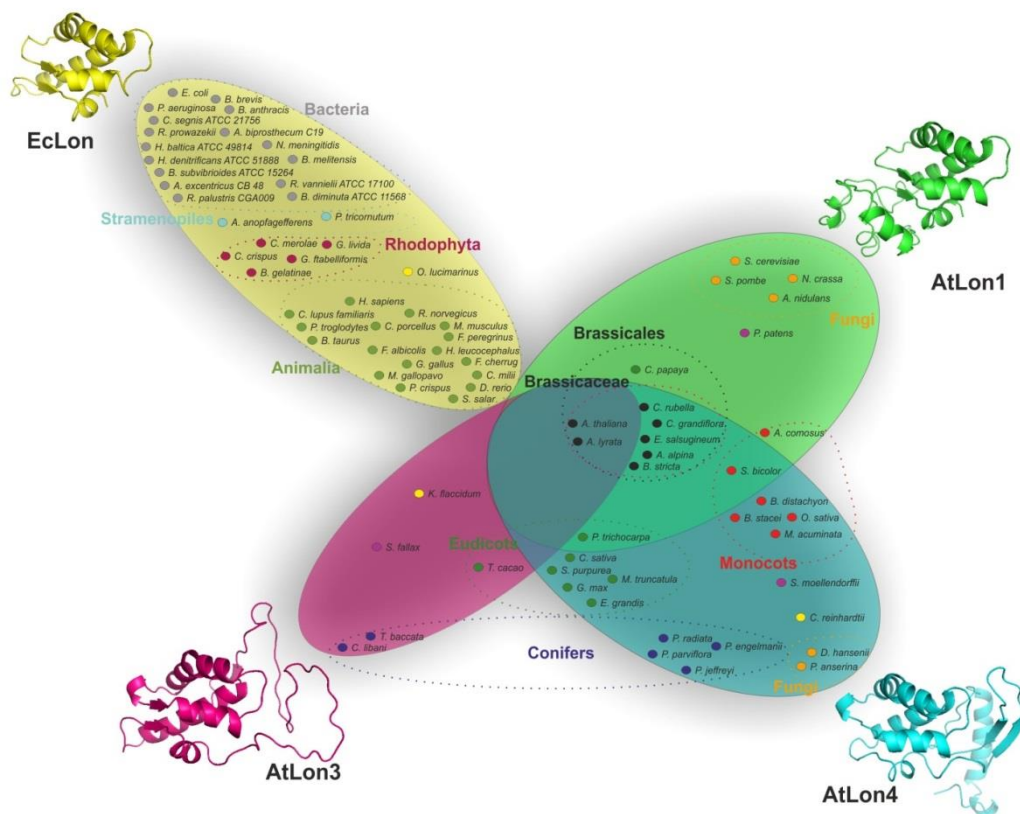 EcLon
E. coli
B. brevis
P. aeruginosa
B. anthracis
Bacteria
C. segnis ATCC 21756
R. prowazekii
A. biprosthecum C19
H. baltica ATCC 49814
N. meningitidis
H. denitrificans ATCC 51888
B. melitensis
B. subvibrioides ATCC 15264
A. excentricus CB 48
R. vannielii ATCC 17100
R. palustris CGA009
B. diminuta ATCC 11568
Stramenopiles
A. anopfagefferens
P. tricornutum
Rhodophyta
C. merolae
G. livida
C. crispus
G. ftabelliformis
B. gelatinae
O. lucimarinus
H. sapiens
C. lupus familiaris
R. norvegicus
P. troglodytes
C. porcellus
M. musculus
B. taurus
F. peregrinus
F. albicolis
H. leucocephalus
Animalia
G. gallus
F. cherrug
M. gallopavo
C. milii
P. crispus
D. rerio
S. salar
AtLon1
S. cerevisiae
S. pombe
N. crassa
A. nidulans
Fungi
P. patens
Brassicales
C. papaya
Brassicaceae
C. rubella
A. thaliana
C. grandiflora
A. lyrata
E. salsugineum
A. alpina
B. stricta
A. comosus
S. bicolor
B. distachyon
B. stacei
O. sativa
M. acuminata
Monocots
K. flaccidum
S. fallax
Eudicots
T. cacao
P. trichocarpa
C. sativa
S. purpurea
M. truncatula
G. max
E. grandis
S. moellendorffii
C. reinhardtii
T. baccata
C. libani
Conifers
P. radiata
P. engelmanii
P. parviflora
P. jeffreyi
D. hansenii
P. anserina
Fungi
AtLon3
AtLon4